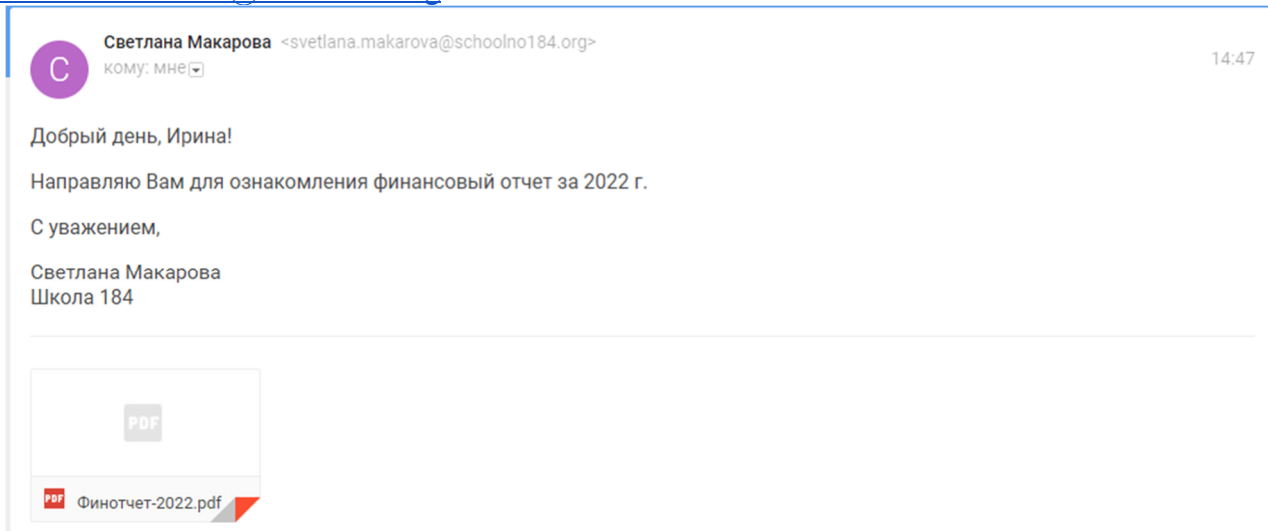 Светлана Макарова <svetlana.makarova@schoolno184.org>
14:47
кому: мне
С
Добрый день, Ирина!
Направляю Вам для ознакомления финансовый отчет за 2022 г.
С уважением,
Светлана Макарова
Школа 184
PDF
PDF Финотчет-2022.pdf